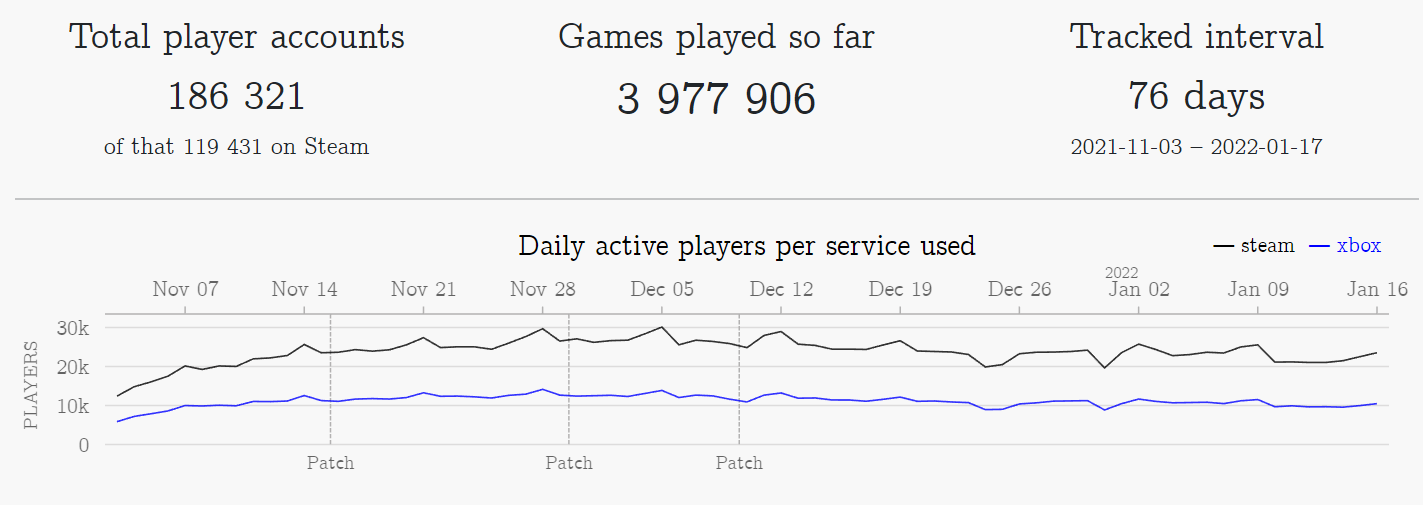 Total player accounts
186 321
of that 119 431 on Steam
Games played so far
3 977 906
Tracked interval
76 days
2021-11-03 – 2022-01-17
Daily active players per service used
steam
xbox
2022
Nov 07 Nov 14 Nov 21 Nov 28 Dec 05 Dec 12 Dec 19 Dec 26 Jan 02 Jan 09 Jan 16
PLAYERS
30k
20k
10k
0
Patch Patch Patch